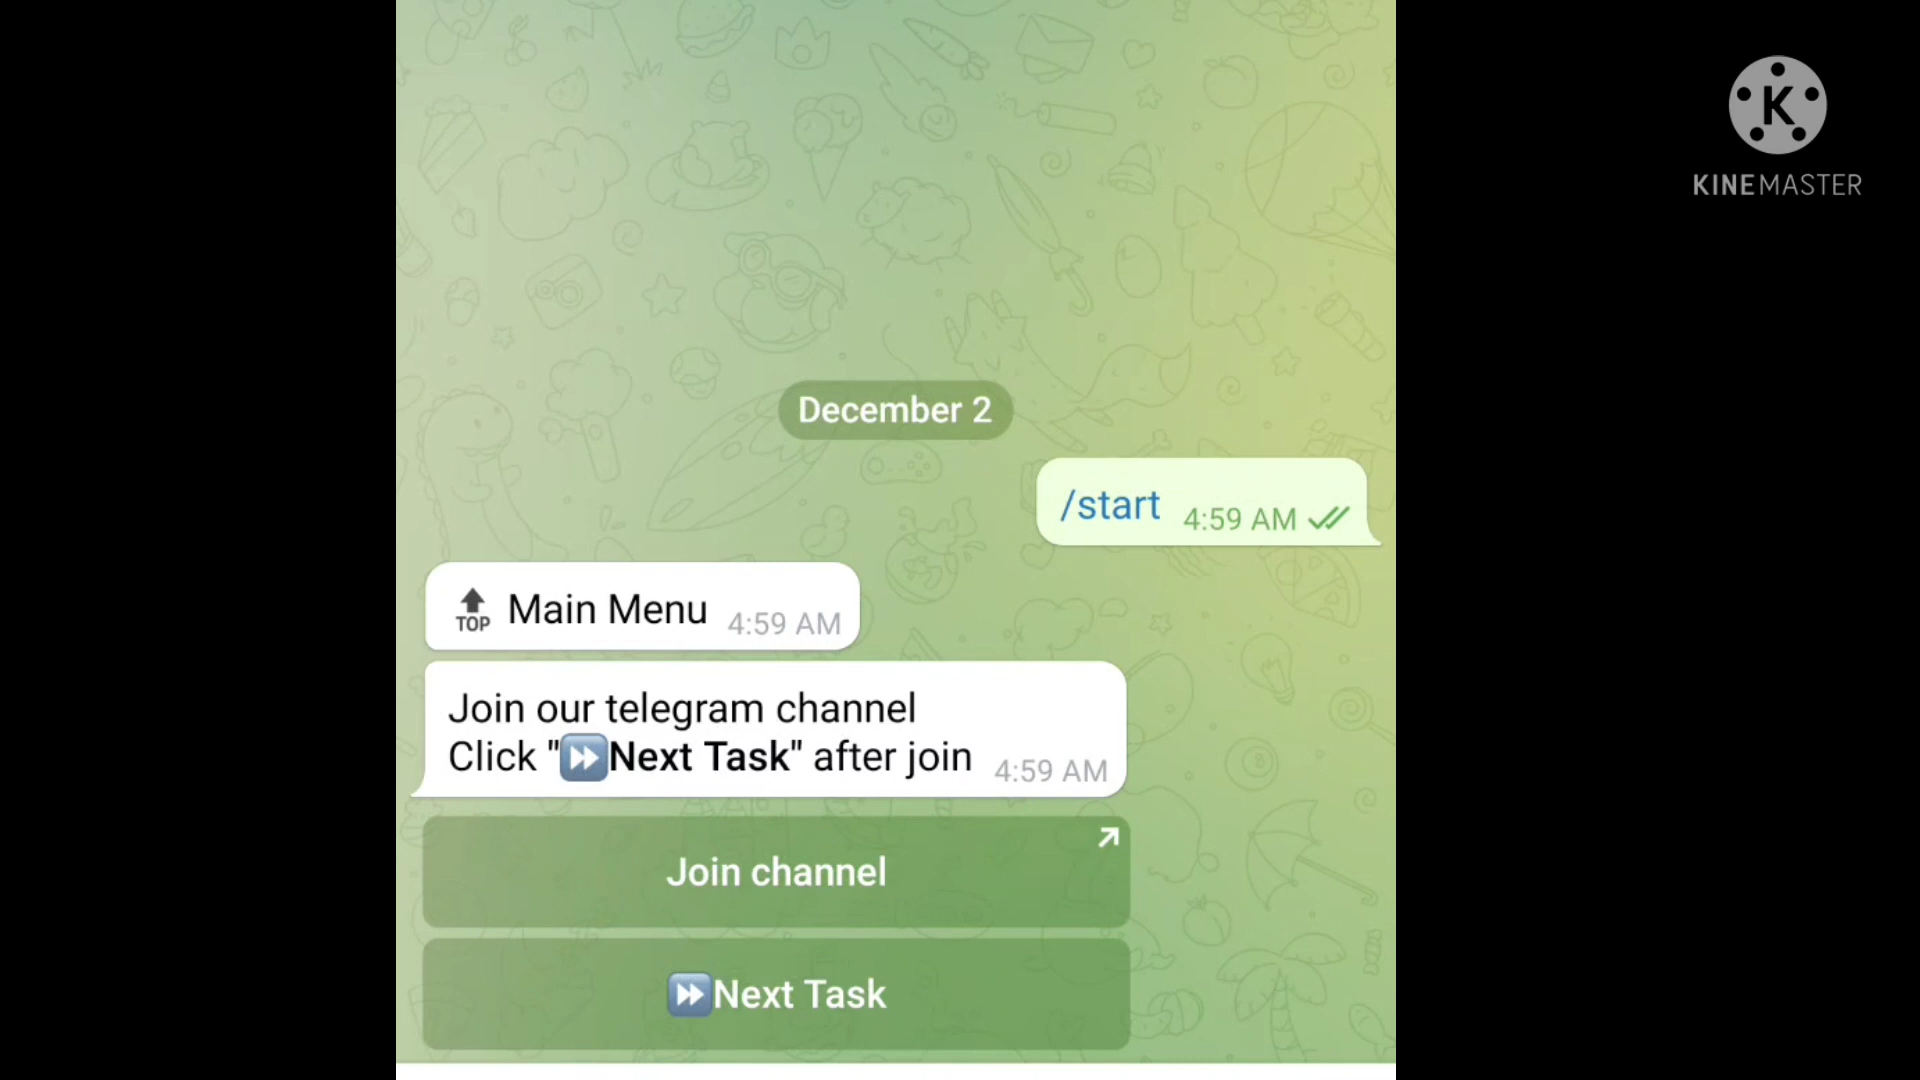 K
KINEMASTER
December 2
/start 4:59 AM
TOP Main Menu 4:59 AM
Join our telegram channel
Click "⏩Next Task" after join 4:59 AM
Join channel
⏩Next Task